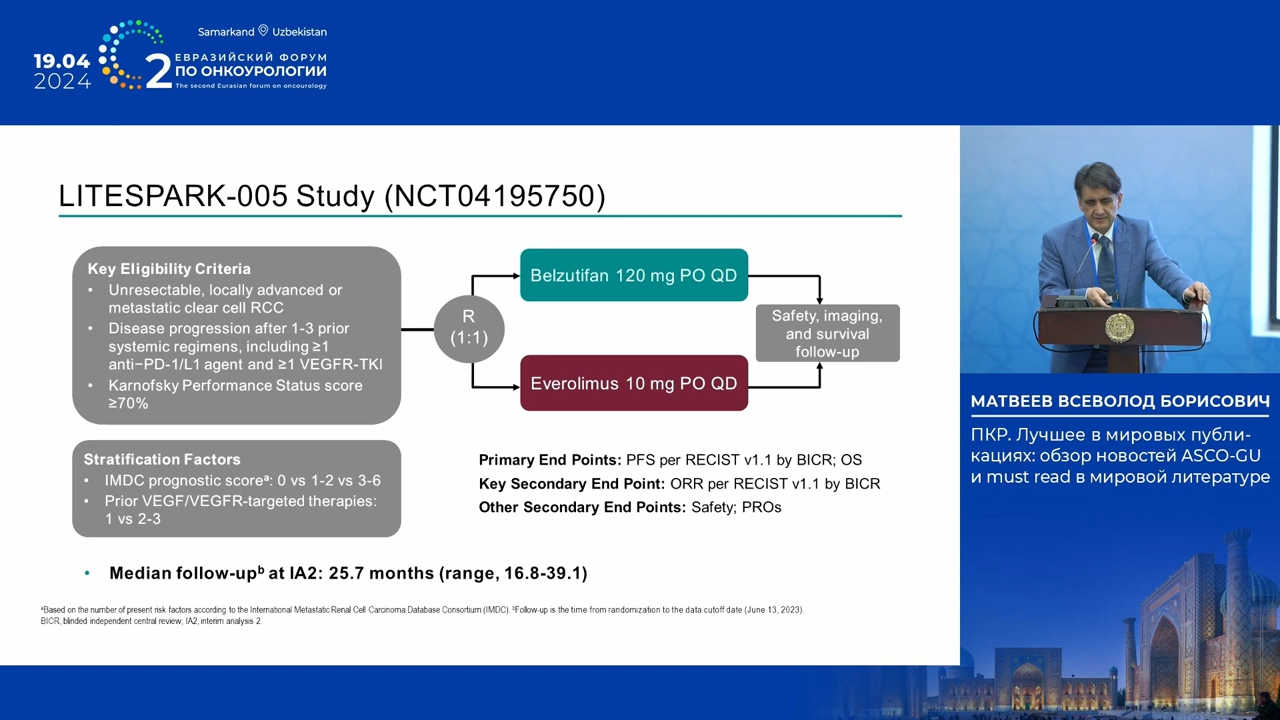 Samarkand Uzbekistan
19.04
2024
2
ЕВРАЗИЙСКИЙ ФОРУМ
ПО ОНКОУРОЛОГИИ
The second Eurasian forum on oncourology
LITESPARK-005 Study (NCT04195750)
Key Eligibility Criteria
• Unresectable, locally advanced or
metastatic clear cell RCC
• Disease progression after 1-3 prior
systemic regimens, including ≥1
anti−PD-1/L1 agent and ≥1 VEGFR-TKI
• Karnofsky Performance Status score
≥70%
Stratification Factors
• IMDC prognostic scoreᵃ: 0 vs 1-2 vs 3-6
• Prior VEGF/VEGFR-targeted therapies:
1 vs 2-3
R
(1:1)
Belzutifan 120 mg PO QD
Everolimus 10 mg PO QD
Safety, imaging,
and survival
follow-up
Primary End Points: PFS per RECIST v1.1 by BICR; OS
Key Secondary End Point: ORR per RECIST v1.1 by BICR
Other Secondary End Points: Safety; PROs
• Median follow-upᵇ at IA2: 25.7 months (range, 16.8-39.1)
ᵃBased on the number of present risk factors according to the International Metastatic Renal Cell Carcinoma Database Consortium (IMDC). ᵇFollow-up is the time from randomization to the data cutoff date (June 13, 2023).
BICR, blinded independent central review; IA2, interim analysis 2.
МАТВЕЕВ ВСЕВОЛОД БОРИСОВИЧ
ПКР. Лучшее в мировых публи-
кациях: обзор новостей ASCO-GU
и must read в мировой литературе